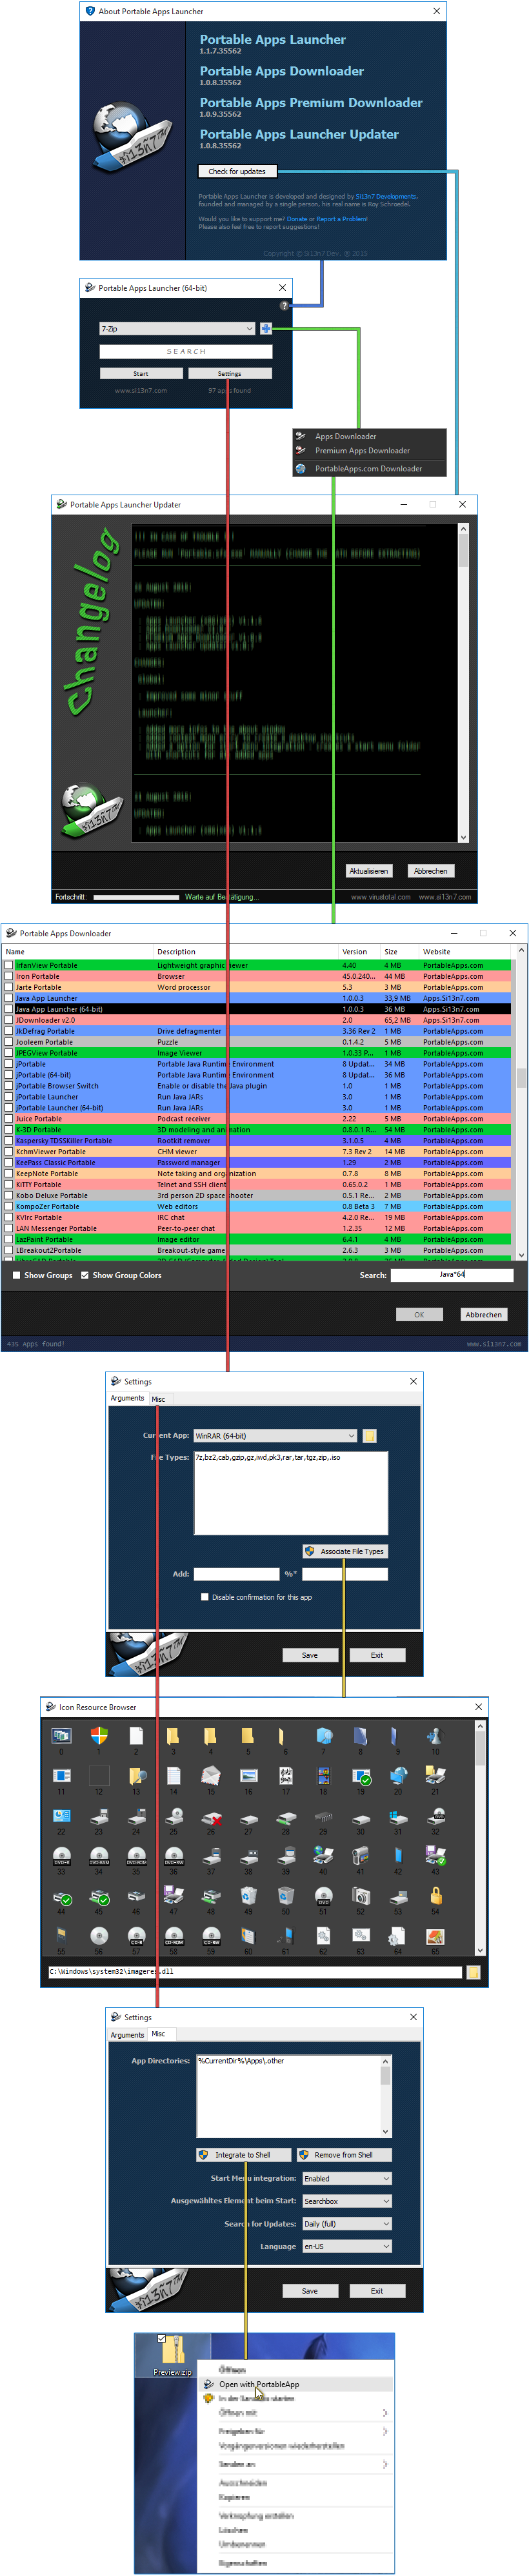 About Portable Apps Launcher
Portable Apps Launcher
1.1.7.35562
Portable Apps Downloader
1.0.8.35562
Portable Apps Premium Downloader
1.0.9.35562
Portable Apps Launcher Updater
1.0.8.35562
Si13n7™
Check for updates
Portable Apps Launcher is developed and designed by Si13n7 Developments,
founded and managed by a single person, his real name is Roy Schroedel.
Would you like to support me? Donate or Report a Problem!
Please also feel free to report suggestions!
Copyright © Si13n7 Dev. ® 2015
Portable Apps Launcher (64-bit)
?
7-Zip
SEARCH
Start Settings
www.si13n7.com 97 apps found
Apps Downloader
Premium Apps Downloader
PortableApps.com Downloader
Portable Apps Launcher Updater
Changelog
Si13n7™
Aktualisieren Abbrechen
Fortschritt: Warte auf Bestätigung... www.virustotal.com www.si13n7.com
Portable Apps Downloader
Name Description Version Size Website
IrfanView Portable Lightweight graphic viewer 4.40 4 MB PortableApps.com
Iron Portable Browser 45.0.240... 44 MB PortableApps.com
Jarte Portable Word processor 5.3 3 MB PortableApps.com
Java App Launcher 1.0.0.3 33,9 MB Apps.Si13n7.com
Java App Launcher (64-bit) 1.0.0.3 36 MB Apps.Si13n7.com
JDownloader v2.0 2.0 65,2 MB Apps.Si13n7.com
JkDefrag Portable Drive defragmenter 3.36 Rev 2 1 MB PortableApps.com
Jooleem Portable Puzzle 0.1.4.2 5 MB PortableApps.com
JPEGView Portable Image Viewer 1.0.33 P... 1 MB PortableApps.com
jPortable Portable Java Runtime Environment 8 Updat... 34 MB PortableApps.com
jPortable (64-bit) Portable Java Runtime Environment 8 Updat... 36 MB PortableApps.com
jPortable Browser Switch Enable or disable the Java plugin 1.0 1 MB PortableApps.com
jPortable Launcher Run Java JARs 3.0 1 MB PortableApps.com
jPortable Launcher (64-bit) Run Java JARs 3.0 1 MB PortableApps.com
Juice Portable Podcast receiver 2.22 5 MB PortableApps.com
K-3D Portable 3D modeling and animation 0.8.0.1 R... 54 MB PortableApps.com
Kaspersky TDSSKiller Portable Rootkit remover 3.1.0.5 4 MB PortableApps.com
KchmViewer Portable CHM viewer 7.3 Rev 2 14 MB PortableApps.com
KeePass Classic Portable Password manager 1.29 2 MB PortableApps.com
KeepNote Portable Note taking and organization 0.7.8 8 MB PortableApps.com
KiTTY Portable Telnet and SSH client 0.65.0.2 1 MB PortableApps.com
Kobo Deluxe Portable 3rd person 2D space shooter 0.5.1 Re... 2 MB PortableApps.com
KompoZer Portable Web editors 0.8 Beta 3 7 MB PortableApps.com
KVIrc Portable IRC chat 4.2.0 Re... 19 MB PortableApps.com
LAN Messenger Portable Peer-to-peer chat 1.2.35 12 MB PortableApps.com
LazPaint Portable Image editor 6.4.1 4 MB PortableApps.com
LBreakout2Portable Breakout-style game 2.6.3 3 MB PortableApps.com
Show Groups Show Group Colors Search: Java*64
OK Abbrechen
435 Apps found! www.si13n7.com
Settings
Arguments Misc
Current App: WinRAR (64-bit)
File Types: 7z,bz2,cab,gzip,gz,iwd,pk3,rar,tar,tgz,zip,.iso
Associate File Types
Add: %*
Disable confirmation for this app
Si13n7™
Save Exit
Icon Resource Browser
0 1 2 3 4 5 6 7 8 9 10
11 12 13 14 15 16 17 18 19 20 21
22 23 24 25 26 27 28 29 30 31 32
33 34 35 36 37 38 39 40 41 42 43
44 45 46 47 48 49 50 51 52 53 54
55 56 57 58 59 60 61 62 63 64 65
C:\Windows\system32\imageres.dll
Settings
Arguments Misc
App Directories: %CurrentDir%\Apps\.other
Integrate to Shell Remove from Shell
Start Menu integration: Enabled
Ausgewähltes Element beim Start: Searchbox
Search for Updates: Daily (full)
Language en-US
Si13n7™
Save Exit
Preview.zip
Öffnen
Open with PortableApp
In der Sandbox starten
Öffnen mit
Freigeben für
Vorgängerversionen wiederherstellen
Senden an
Ausschneiden
Kopieren
Verknüpfung erstellen
Löschen
Umbenennen
Eigenschaften